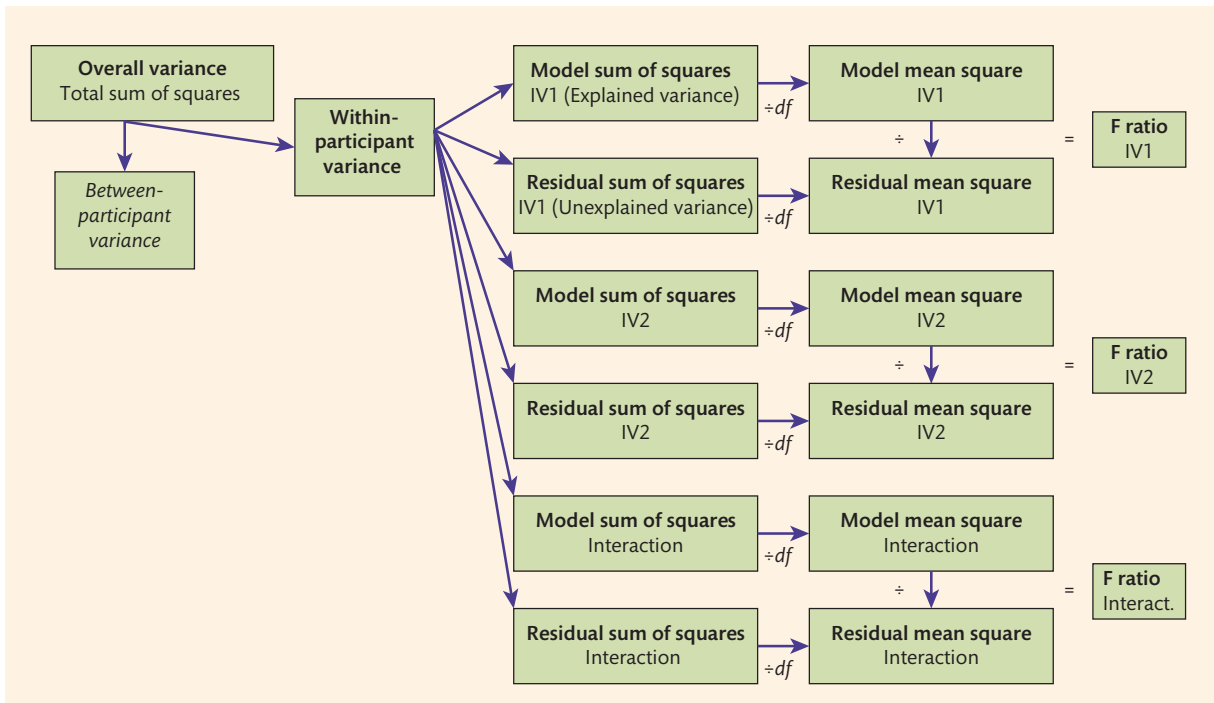 Overall variance
Total sum of squares
Between-
participant
variance
Within-
participant
variance
Model sum of squares
IV1 (Explained variance)
÷df
Model mean square
IV1
÷
=
F ratio
IV1
Residual sum of squares
IV1 (Unexplained variance)
÷df
Residual mean square
IV1
Model sum of squares
IV2
÷df
Model mean square
IV2
÷
=
F ratio
IV2
Residual sum of squares
IV2
÷df
Residual mean square
IV2
Model sum of squares
Interaction
÷df
Model mean square
Interaction
÷
=
F ratio
Interact.
Residual sum of squares
Interaction
÷df
Residual mean square
Interaction